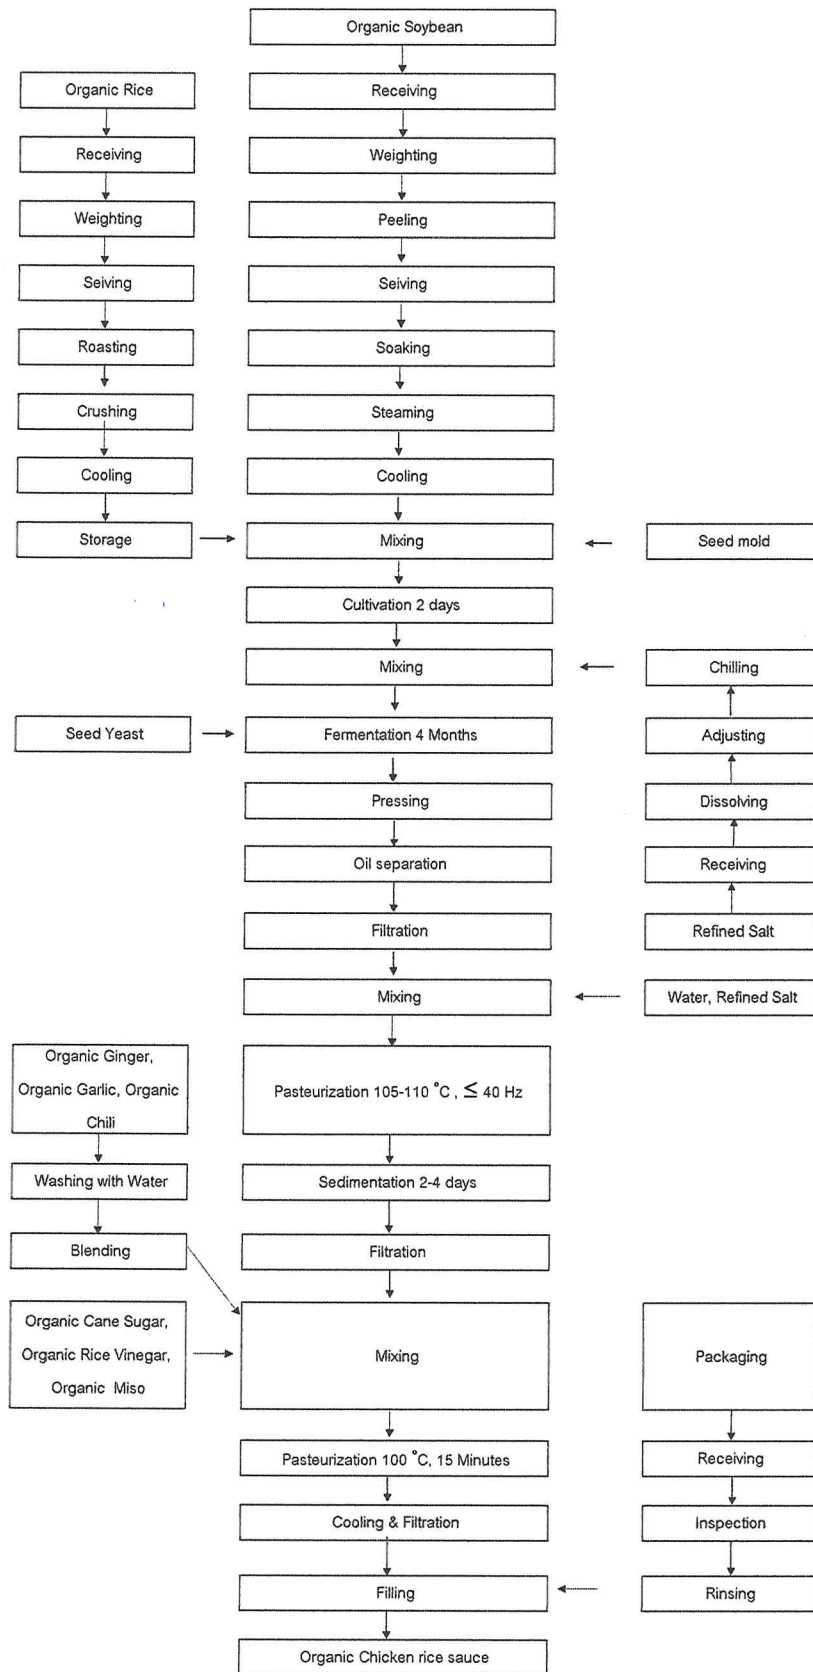 Organic Soybean
Organic Rice
Receiving
Receiving
Weighting
Weighting
Peeling
Seiving
Seiving
Roasting
Soaking
Crushing
Steaming
Cooling
Cooling
Storage
Mixing
Seed mold
Cultivation 2 days
Mixing
Chilling
Seed Yeast
Fermentation 4 Months
Adjusting
Pressing
Dissolving
Oil separation
Receiving
Filtration
Refined Salt
Mixing
Water, Refined Salt
Organic Ginger,
Organic Garlic, Organic
Chili
Pasteurization 105-110 °C , ≤ 40 Hz
Washing with Water
Sedimentation 2-4 days
Blending
Filtration
Organic Cane Sugar,
Organic Rice Vinegar,
Organic Miso
Mixing
Packaging
Pasteurization 100 °C, 15 Minutes
Receiving
Cooling & Filtration
Inspection
Filling
Rinsing
Organic Chicken rice sauce